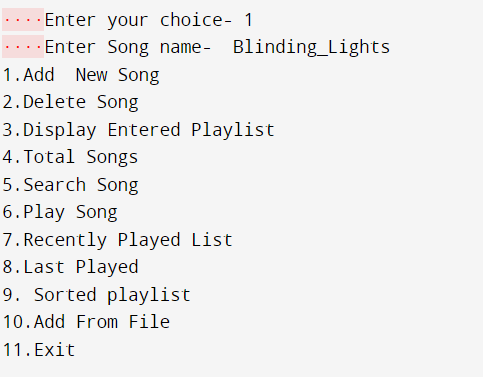 ····Enter your choice- 1
····Enter Song name-  Blinding_Lights
1.Add  New Song
2.Delete Song
3.Display Entered Playlist
4.Total Songs
5.Search Song
6.Play Song
7.Recently Played List
8.Last Played
9. Sorted playlist
10.Add From File
11.Exit